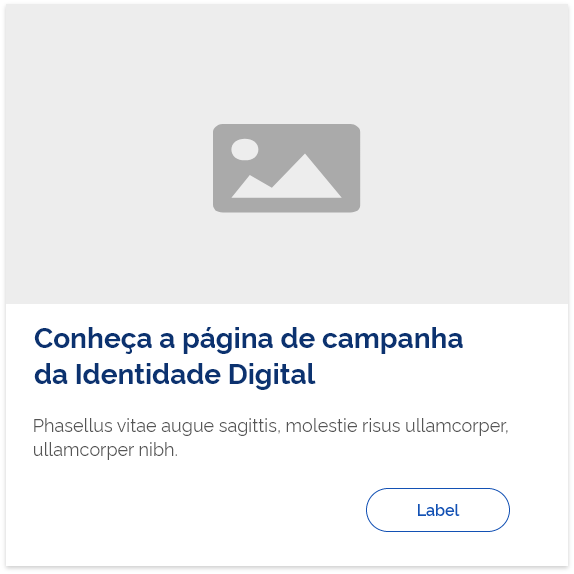 Conheça a página de campanha
da Identidade Digital
Phasellus vitae augue sagittis, molestie risus ullamcorper,
ullamcorper nibh.
Label